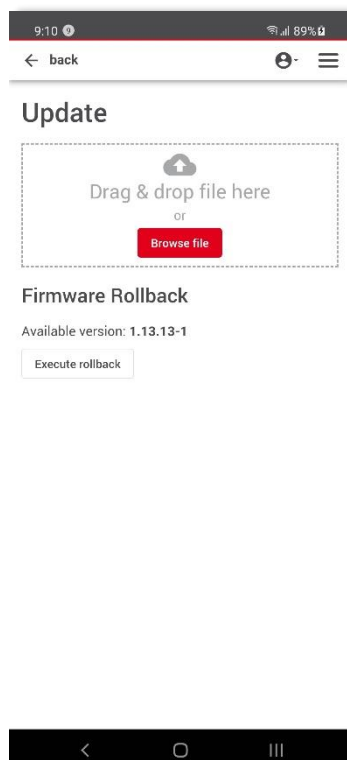 9:10 9 89%
back
Update
Drag & drop file here
or
Browse file
Firmware Rollback
Available version: 1.13.13-1
Execute rollback